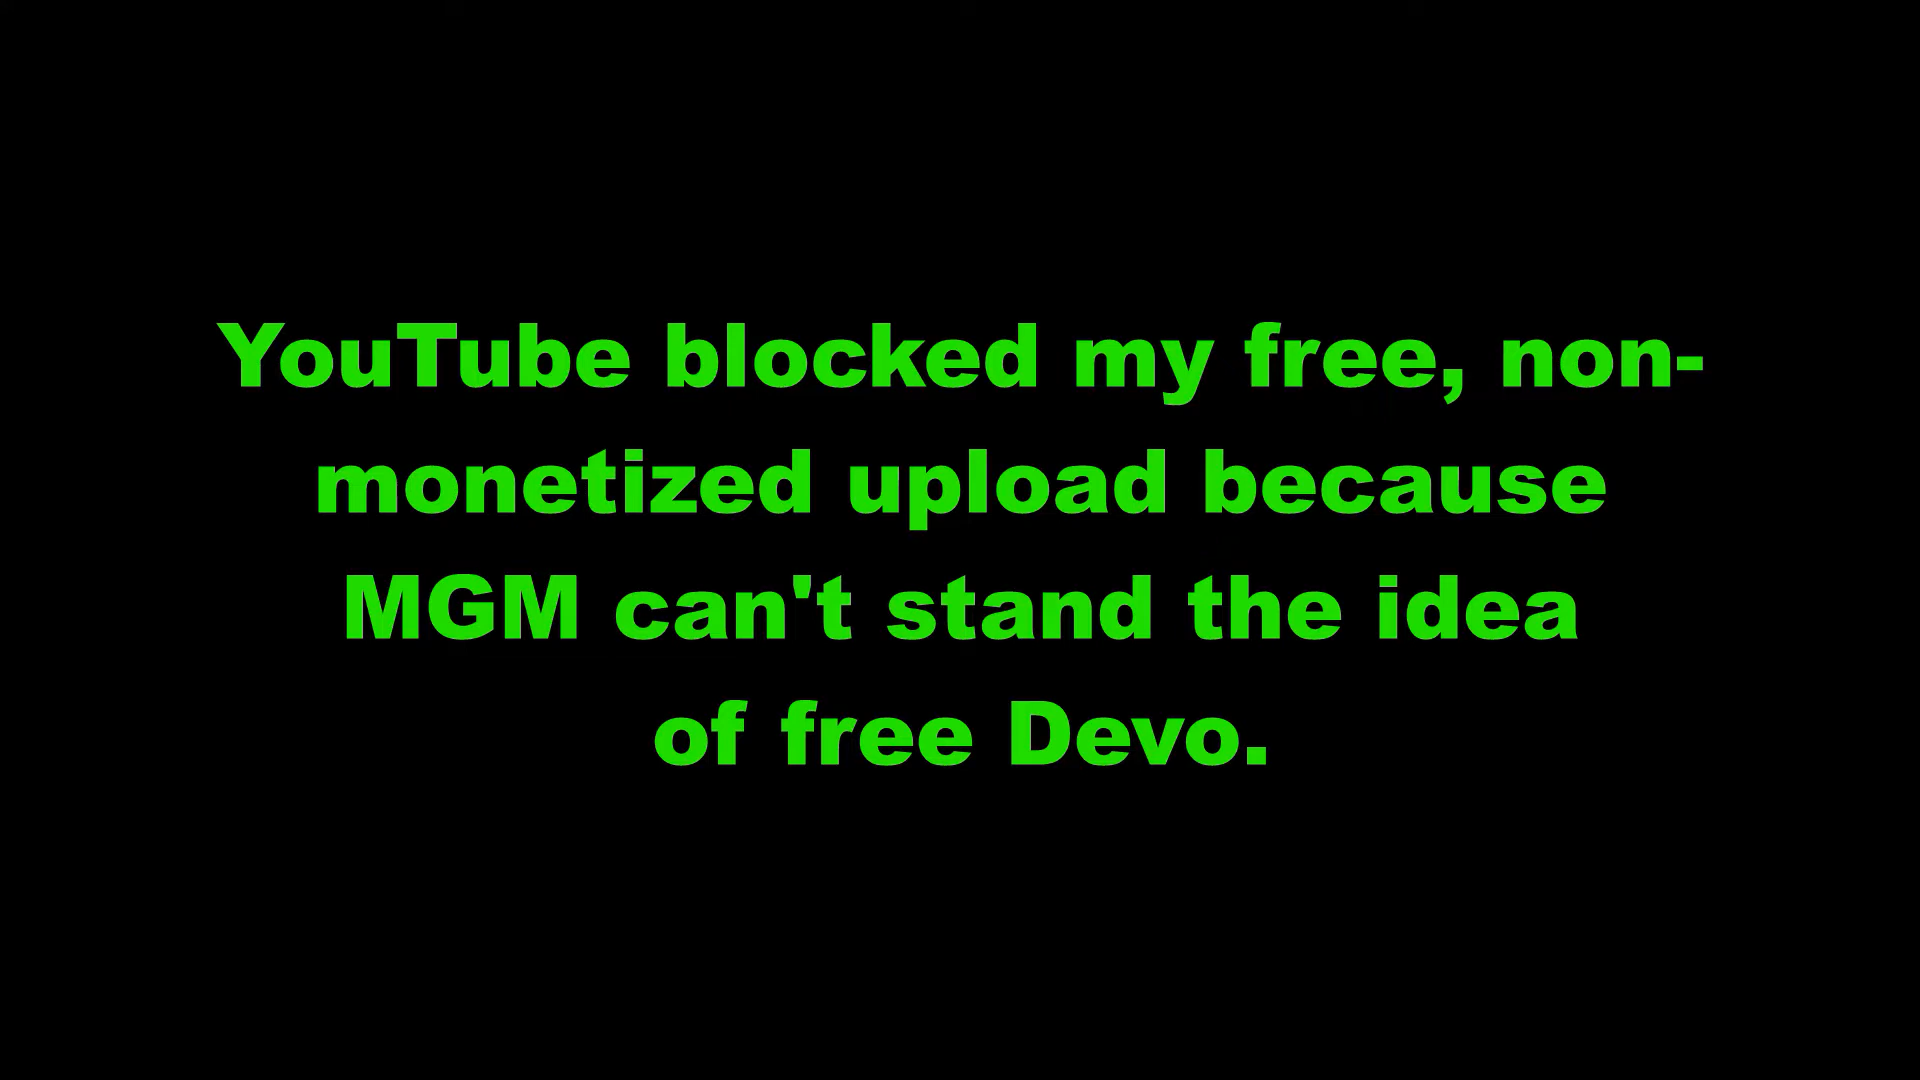 YouTube blocked my free, non-
monetized upload because
MGM can't stand the idea
of free Devo.